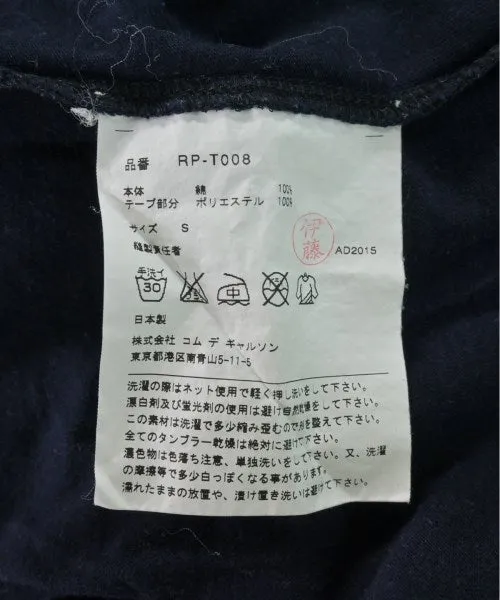 品番 RP-T008
本体 綿 100%
テープ部分 ポリエステル 100%
サイズ S
縫製責任者 伊藤 AD2015
手洗イ
30
中
日本製
株式会社 コム デ ギャルソン
東京都港区南青山5-11-5
洗濯の際はネット使用で軽く押し洗いをして下さい。
漂白剤及び蛍光剤の使用は避け自然乾燥をして下さい。
この素材は洗濯で多少縮み歪むので形を整えて下さい。
全てのタンブラー乾燥は絶対に避けて下さい。
濃色物は色落ち注意、単独洗いをして下さい。又、洗濯
の摩擦等で多少白っぽくなる事があります。
濡れたままの放置や、漬け置き洗いは避けて下さい。